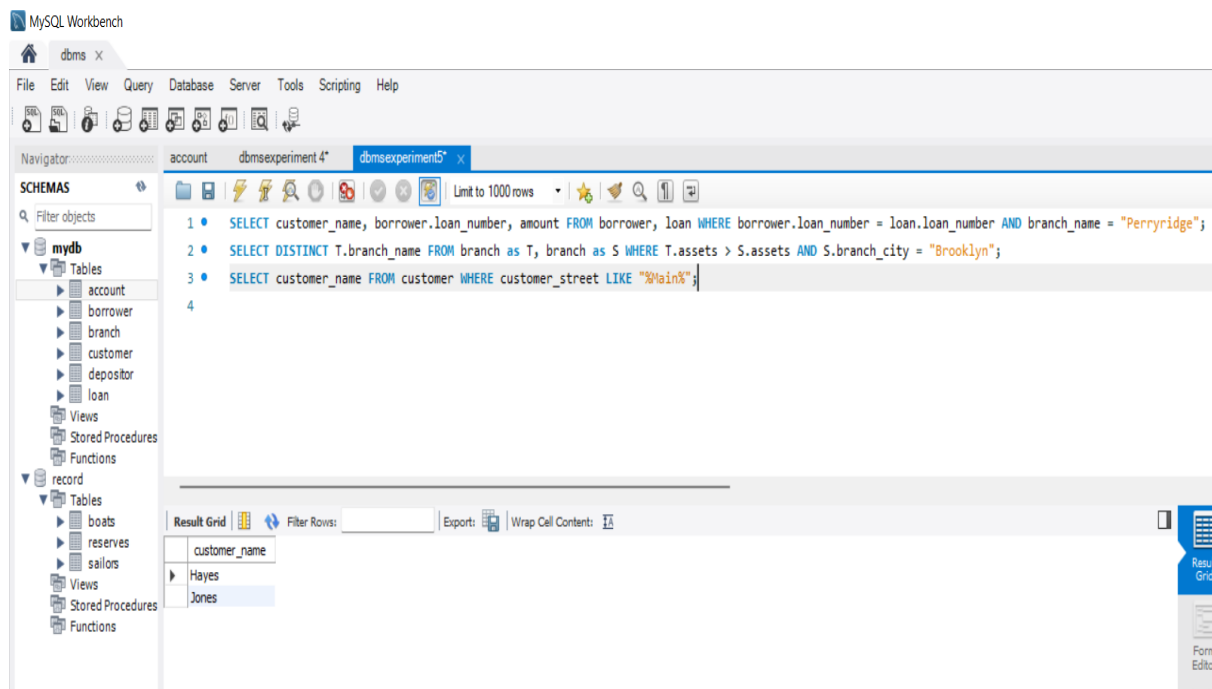 MySQL Workbench
dbms X
File Edit View Query Database Server Tools Scripting Help
Navigator
SCHEMAS
Filter objects
mydb
Tables
account
borrower
branch
customer
depositor
loan
Views
Stored Procedures
Functions
record
Tables
boats
reserves
sailors
Views
Stored Procedures
Functions
account dbmsexperiment 4* dbmsexperiment5* x
Limit to 1000 rows
1 SELECT customer_name, borrower.loan_number, amount FROM borrower, loan WHERE borrower.loan_number = loan.loan_number AND branch_name = "Perryridge";
2 SELECT DISTINCT T.branch_name FROM branch as T, branch as S WHERE T.assets > S.assets AND S.branch_city = "Brooklyn";
3 SELECT customer_name FROM customer WHERE customer_street LIKE "%Main%";
4
Result Grid Filter Rows: Export: Wrap Cell Content:
customer_name
Hayes
Jones
Resu
Grid
Form
Edito